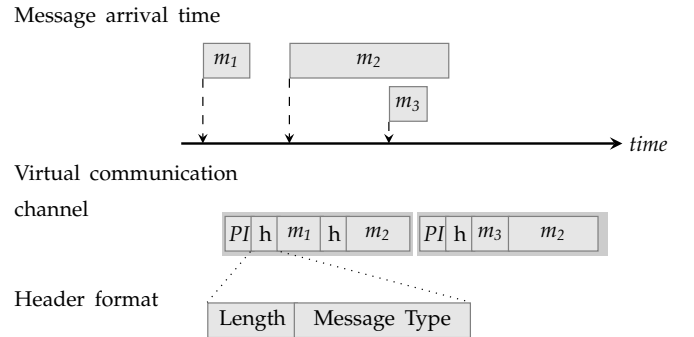 Message arrival time
m1
m2
m3
time
Virtual communication
channel
PI h m1 h m2 PI h m3 m2
Header format
Length Message Type